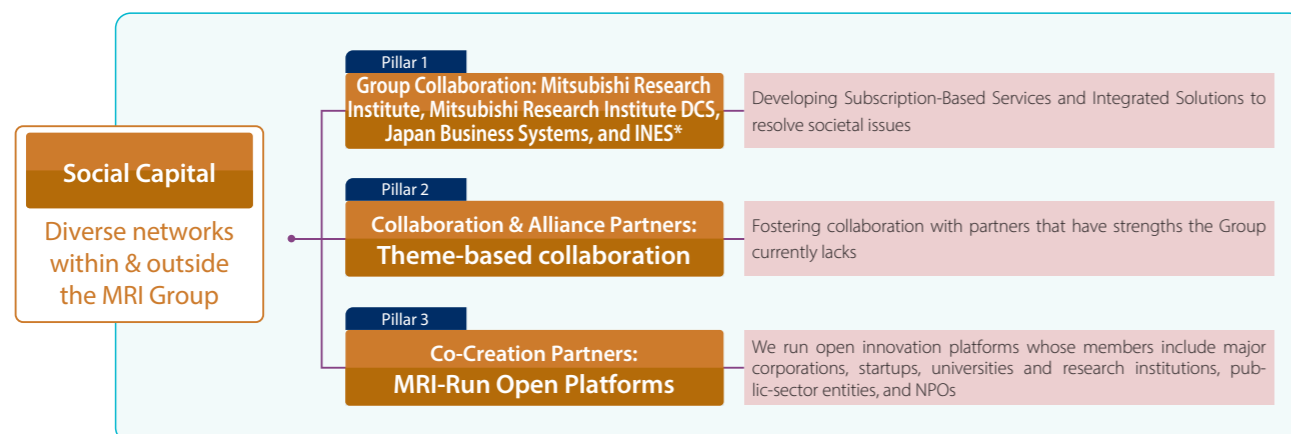 Social Capital
Diverse networks
within & outside
the MRI Group
Pillar 1
Group Collaboration: Mitsubishi Research
Institute, Mitsubishi Research Institute DCS,
Japan Business Systems, and INES*
Developing Subscription-Based Services and Integrated Solutions to
resolve societal issues
Pillar 2
Collaboration & Alliance Partners:
Theme-based collaboration
Fostering collaboration with partners that have strengths the Group
currently lacks
Pillar 3
Co-Creation Partners:
MRI-Run Open Platforms
We run open innovation platforms whose members include major
corporations, startups, universities and research institutions, pub-
lic-sector entities, and NPOs